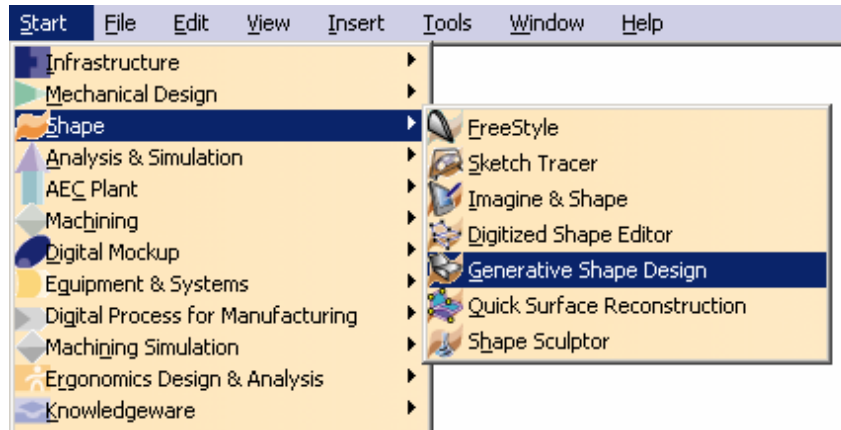 Start File Edit View Insert Tools Window Help
Infrastructure
Mechanical Design
Shape
Analysis & Simulation
AEC Plant
Machining
Digital Mockup
Equipment & Systems
Digital Process for Manufacturing
Machining Simulation
Ergonomics Design & Analysis
Knowledgeware
FreeStyle
Sketch Tracer
Imagine & Shape
Digitized Shape Editor
Generative Shape Design
Quick Surface Reconstruction
Shape Sculptor